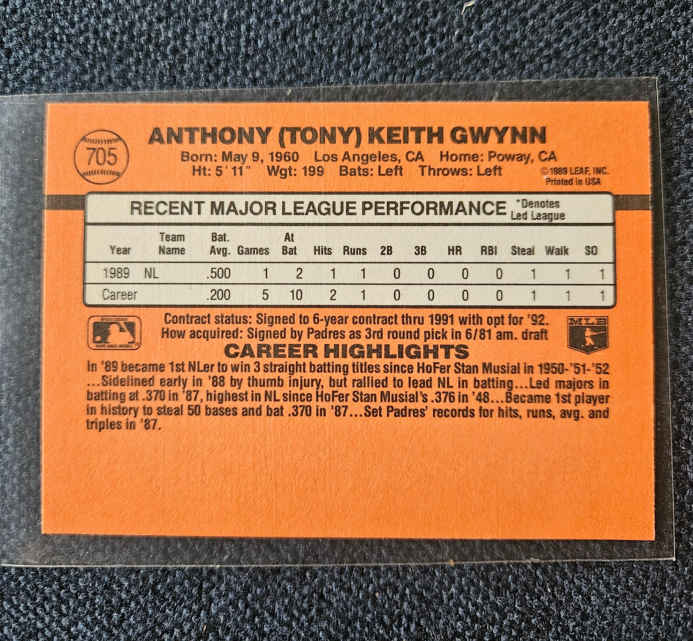 705
ANTHONY (TONY) KEITH GWYNN
Born: May 9, 1960 Los Angeles, CA Home: Poway, CA
Ht: 5'11" Wgt: 199 Bats: Left Throws: Left
©1989 LEAF, INC.
Printed in USA
RECENT MAJOR LEAGUE PERFORMANCE *Denotes
Led League
Year Team Name Bat. Avg. Games At Bat Hits Runs 2B 3B HR RBI Steal Walk SO
1989 NL .500 1 2 1 1 0 0 0 0 1 1 1
Career .200 5 10 2 1 0 0 0 0 1 1 1
Contract status: Signed to 6-year contract thru 1991 with opt for '92.
How acquired: Signed by Padres as 3rd round pick in 6/81 am. draft
MLB
CAREER HIGHLIGHTS
In '89 became 1st NLer to win 3 straight batting titles since HoFer Stan Musial in 1950-'51-'52
...Sidelined early in '88 by thumb injury, but rallied to lead NL in batting...Led majors in
batting at .370 in '87, highest in NL since HoFer Stan Musial's .376 in '48...Became 1st player
in history to steal 50 bases and bat .370 in '87...Set Padres' records for hits, runs, avg. and
triples in '87.